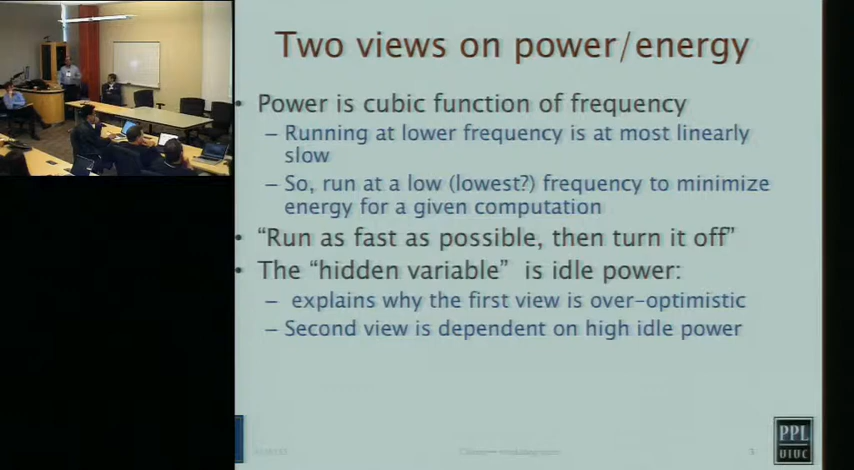 Two views on power/energy
• Power is cubic function of frequency
– Running at lower frequency is at most linearly
slow
– So, run at a low (lowest?) frequency to minimize
energy for a given computation
• “Run as fast as possible, then turn it off”
• The “hidden variable” is idle power:
– explains why the first view is over-optimistic
– Second view is dependent on high idle power
PPL
UIUC